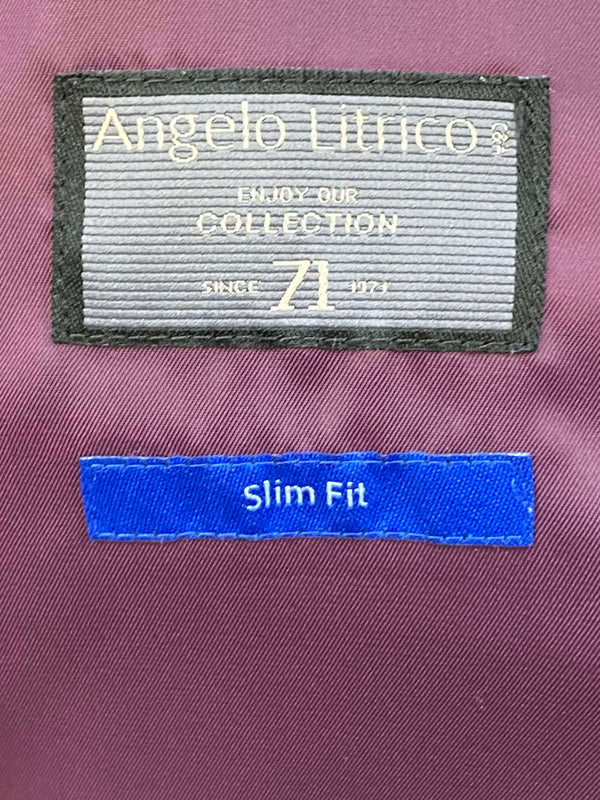 Angelo Litrico
ENJOY OUR
COLLECTION
SINCE 71 1971
Slim Fit